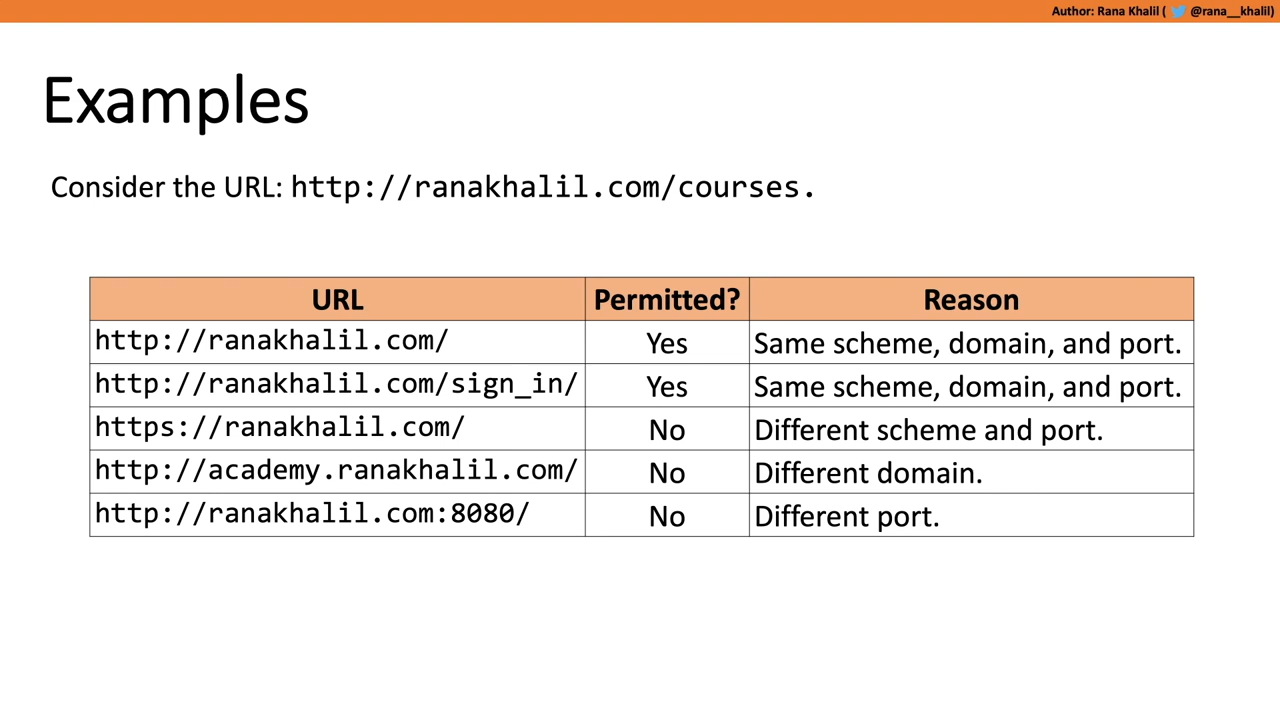 Author: Rana Khalil ( @rana__khalil)
Examples
Consider the URL: http://ranakhalil.com/courses.
URL Permitted? Reason
http://ranakhalil.com/ Yes Same scheme, domain, and port.
http://ranakhalil.com/sign_in/ Yes Same scheme, domain, and port.
https://ranakhalil.com/ No Different scheme and port.
http://academy.ranakhalil.com/ No Different domain.
http://ranakhalil.com:8080/ No Different port.